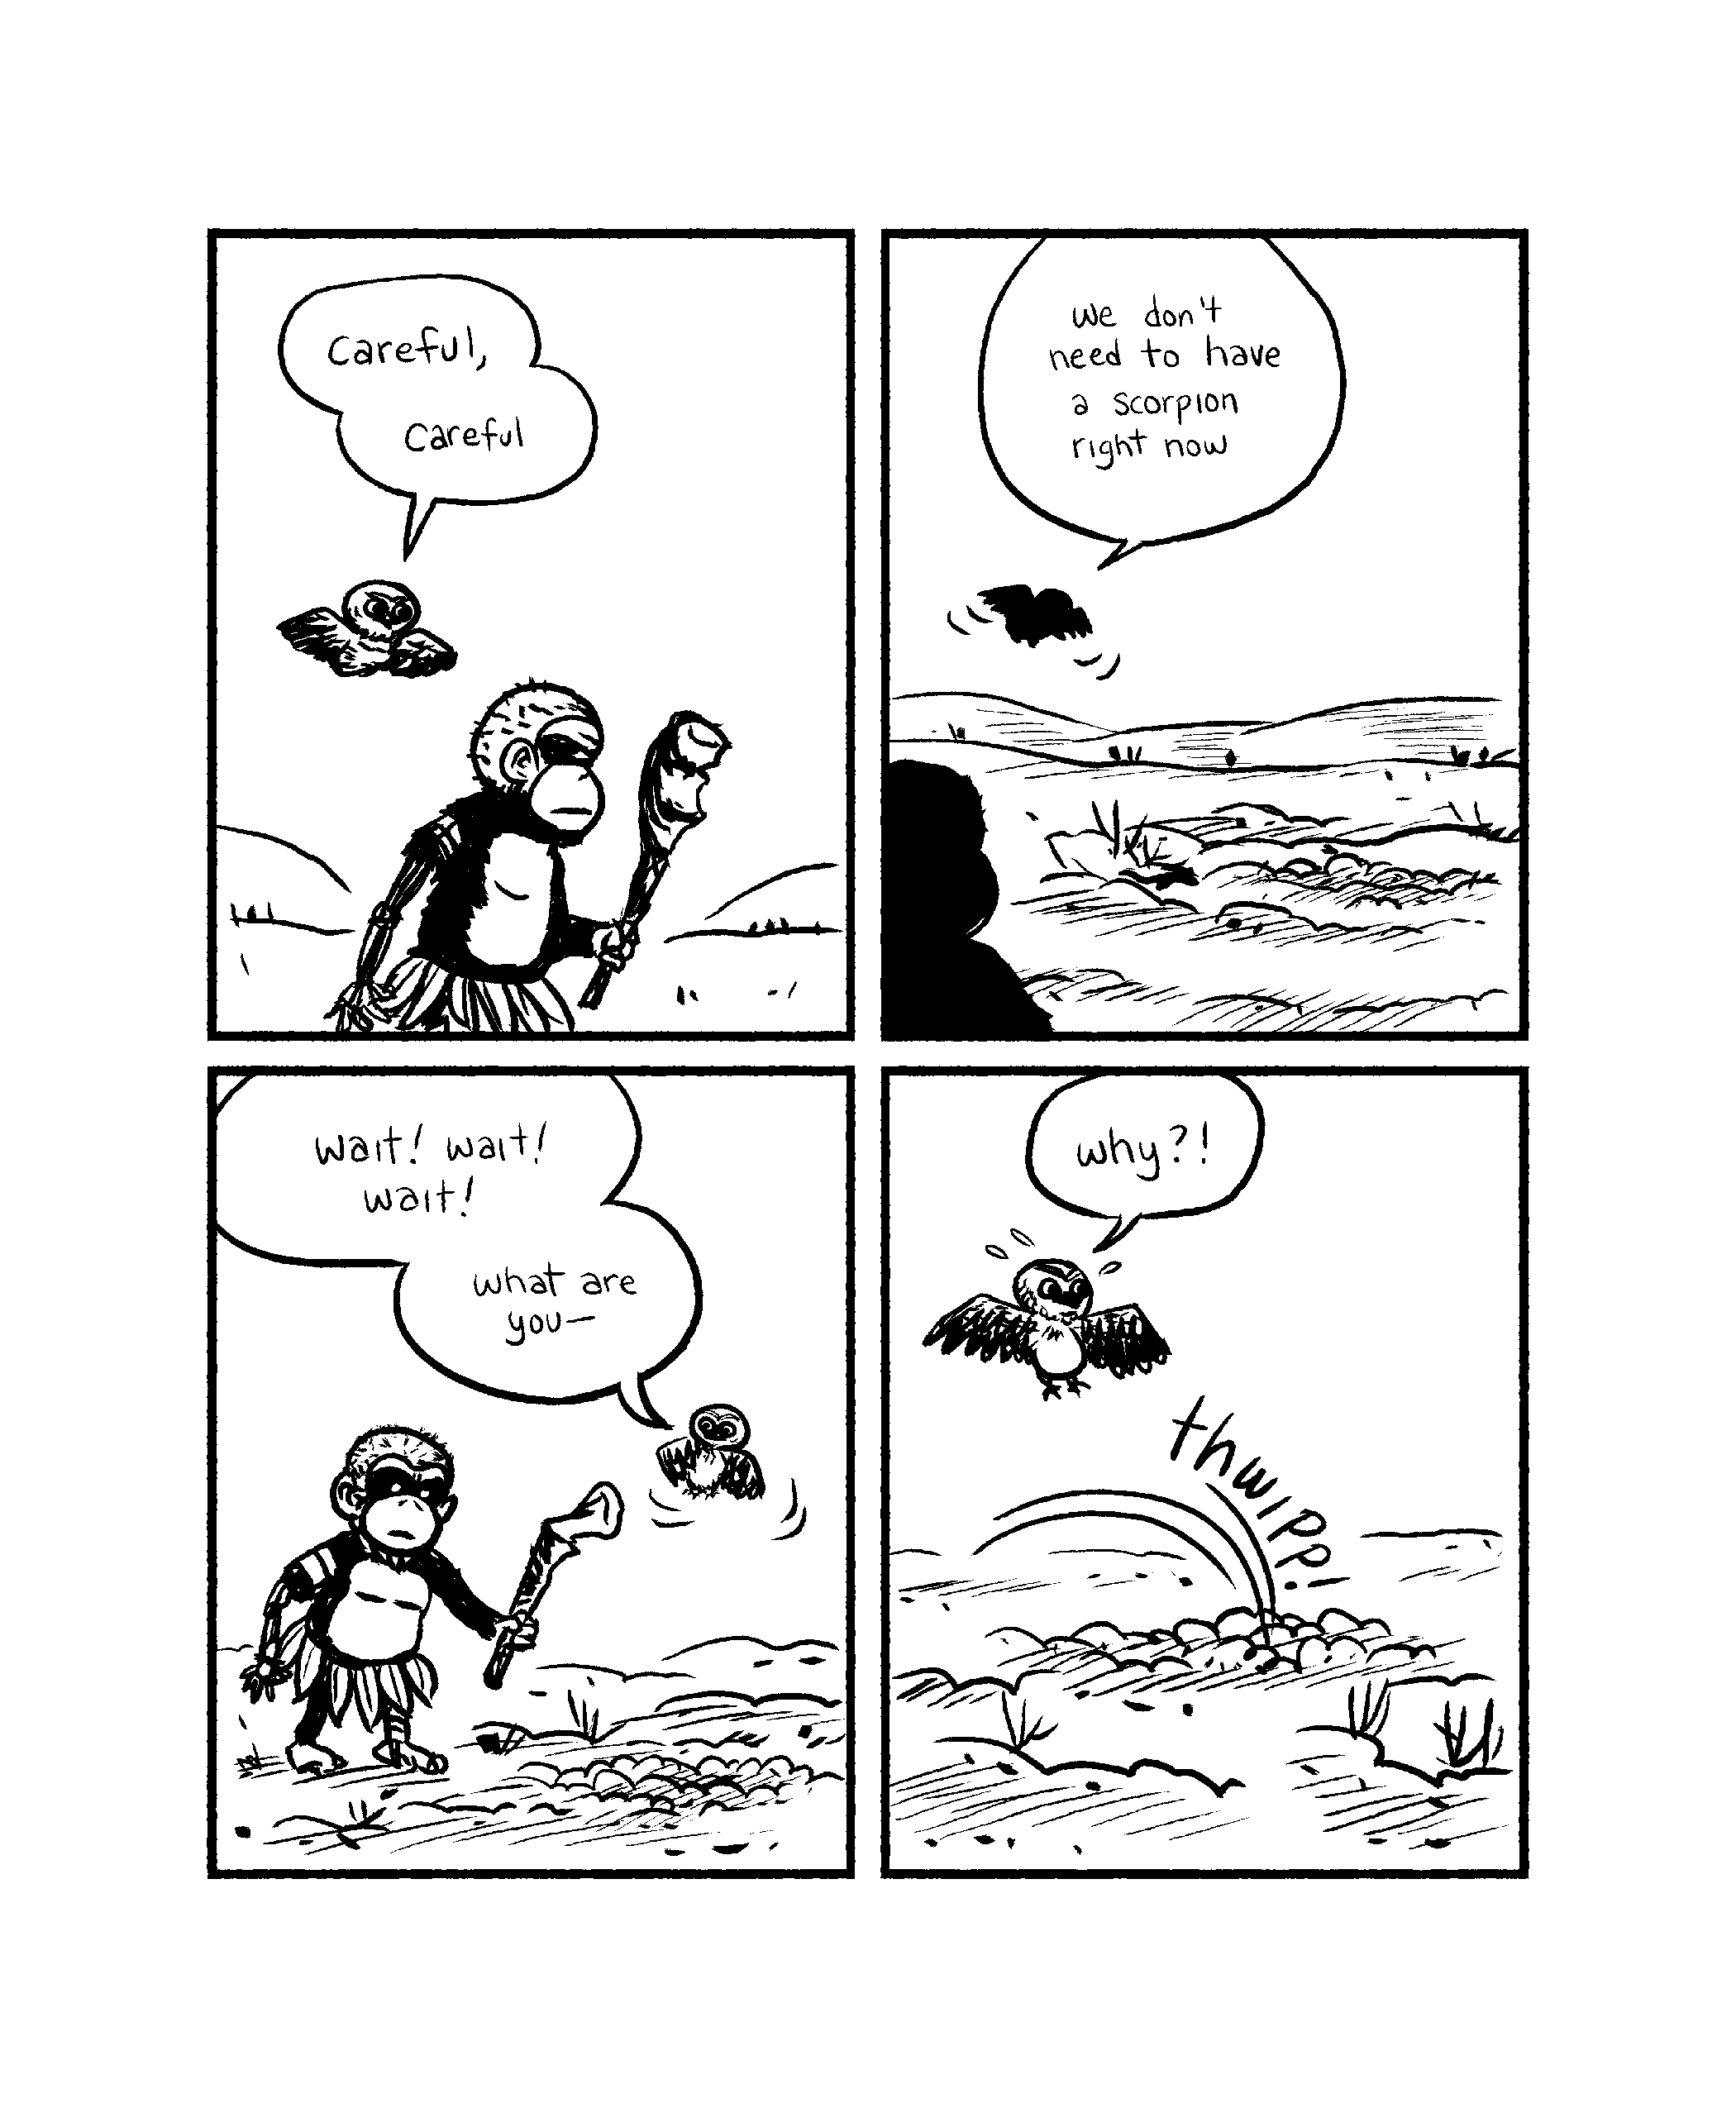 careful,
careful
we don't
need to have
a scorpion
right now
wait! wait!
wait!
what are
you—
why?!
thwipp!